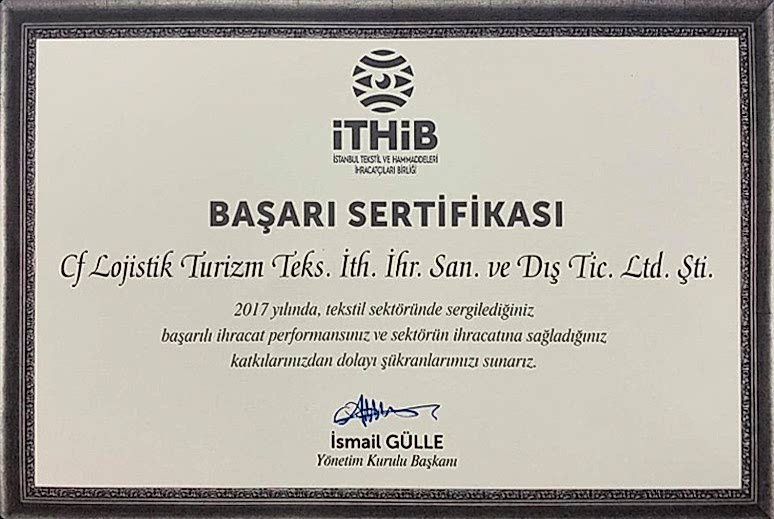 iTHiB
İSTANBUL TEKSTİL VE HAMMADDELERİ
İHRACATÇILARI BİRLİĞİ
BAŞARI SERTİFİKASI
Cf Lojistik Turizm Teks. İth. İhr. San. ve Dış Tic. Ltd. Şti.
2017 yılında, tekstil sektöründe sergilediğiniz
başarılı ihracat performansınız ve sektörün ihracatına sağladığınız
katkılarınızdan dolayı şükranlarımızı sunarız.
İsmail GÜLLE
Yönetim Kurulu Başkanı